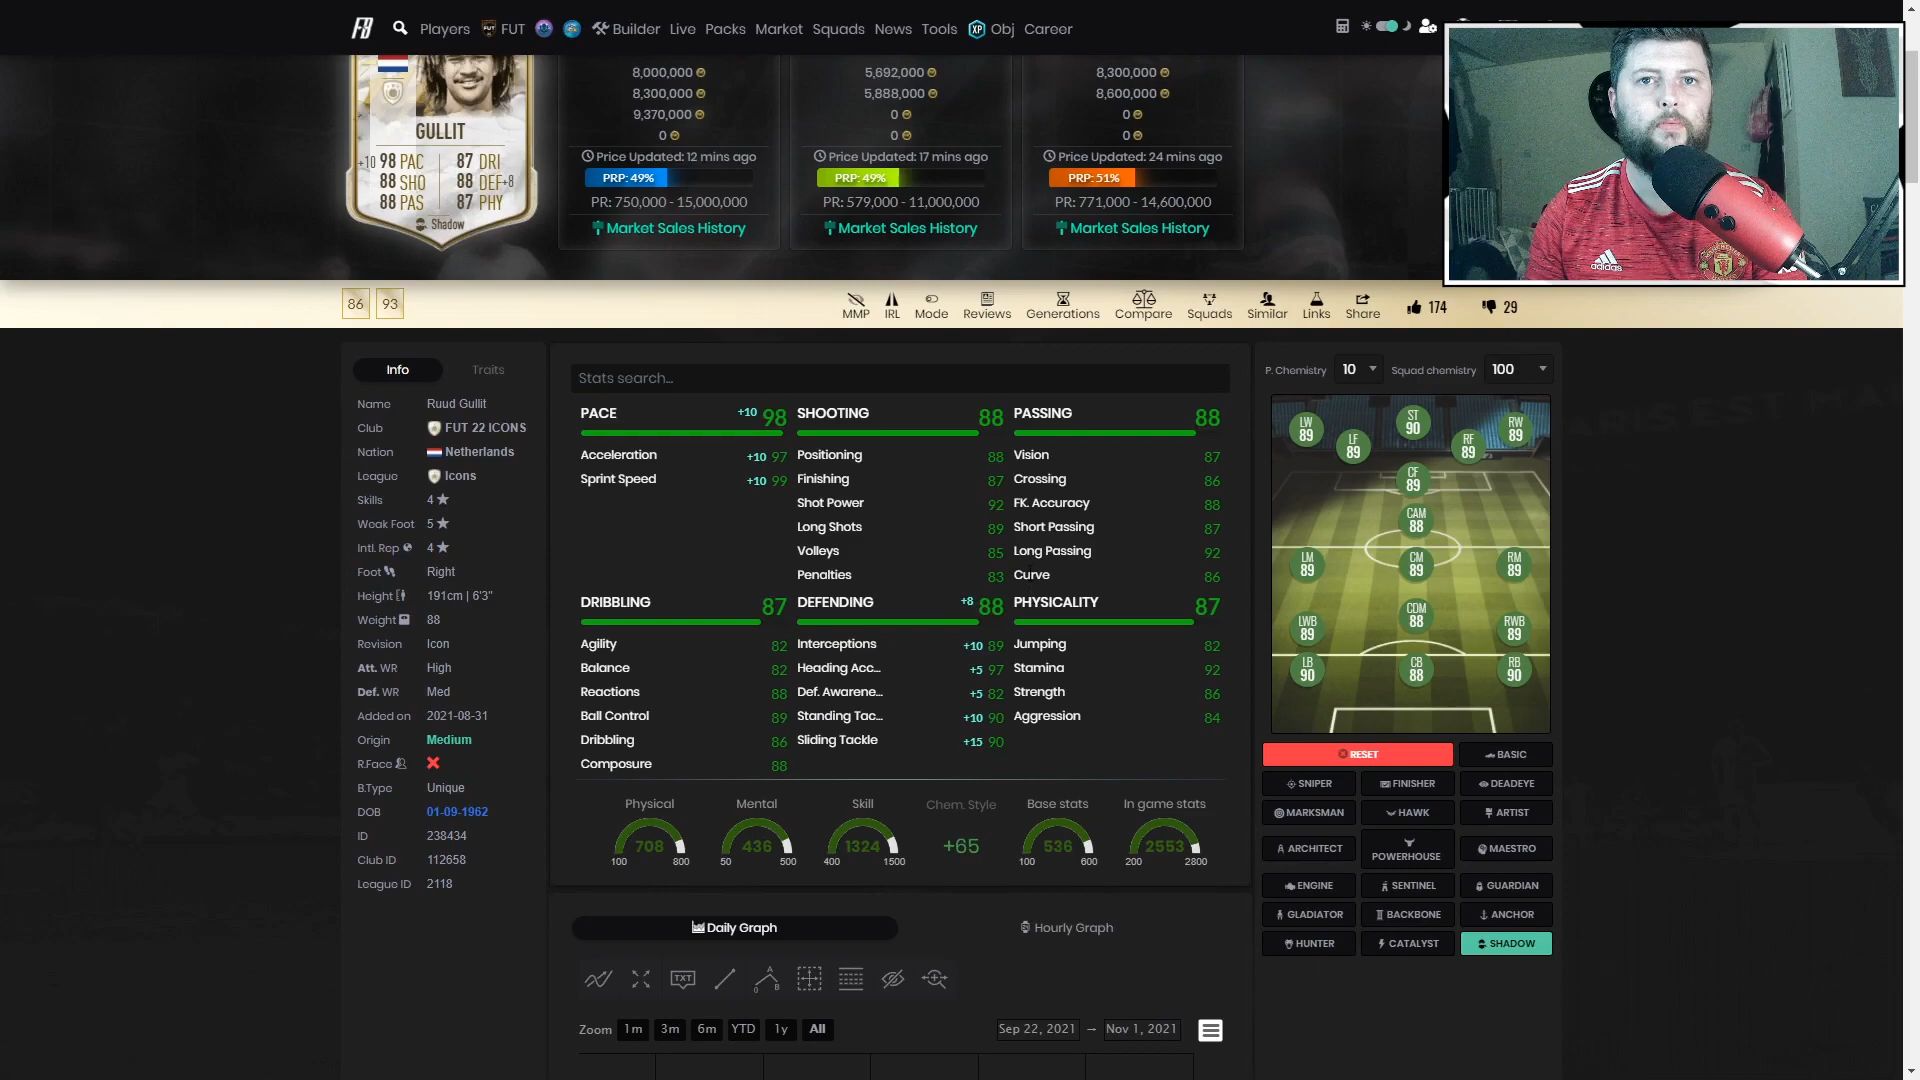 FB Players FUT Builder Live Packs Market Squads News Tools XP Obj Career
8,000,000 5,692,000 8,300,000
8,300,000 5,888,000 8,600,000
9,370,000 0 0
0 0 0
Price Updated: 12 mins ago Price Updated: 17 mins ago Price Updated: 24 mins ago
PRP: 49% PRP: 49% PRP: 51%
PR: 750,000 - 15,000,000 PR: 579,000 - 11,000,000 PR: 771,000 - 14,600,000
Market Sales History Market Sales History Market Sales History
GULLIT
+10 98 PAC 87 DRI
88 SHO 88 DEF+8
88 PAS 87 PHY
Shadow
adidas
86 93
MMP IRL Mode Reviews Generations Compare Squads Similar Links Share 174 29
Info Traits
Name Ruud Gullit
Club FUT 22 ICONS
Nation Netherlands
League Icons
Skills 4
Weak Foot 5
Intl. Rep 4
Foot Right
Height 191cm | 6'3"
Weight 88
Revision Icon
Att. WR High
Def. WR Med
Added on 2021-08-31
Origin Medium
R.Face
B.Type Unique
DOB 01-09-1962
ID 238434
Club ID 112658
League ID 2118
Stats search...
PACE +10 98
Acceleration +10 97
Sprint Speed +10 99
SHOOTING 88
Positioning 88
Finishing 87
Shot Power 92
Long Shots 89
Volleys 85
Penalties 83
PASSING 88
Vision 87
Crossing 86
FK. Accuracy 88
Short Passing 87
Long Passing 92
Curve 86
DRIBBLING 87
Agility 82
Balance 82
Reactions 88
Ball Control 89
Dribbling 86
Composure 88
DEFENDING +8 88
Interceptions +10 89
Heading Acc... +5 97
Def. Awarene... +5 82
Standing Tac... +10 90
Sliding Tackle +15 90
PHYSICALITY 87
Jumping 82
Stamina 92
Strength 86
Aggression 84
Physical Mental Skill Chem. Style Base stats In game stats
708 436 1324 +65 536 2553
100 800 50 500 400 1500 100 600 200 2800
Daily Graph Hourly Graph
TXT A 0 B
Zoom 1m 3m 6m YTD 1y All Sep 22, 2021 → Nov 1, 2021
P. Chemistry 10 Squad chemistry 100
LW 89
ST 90
RW 89
LF 89
RF 89
CF 89
CAM 88
LM 89
CM 89
RM 89
LWB 89
CDM 88
RWB 89
LB 90
CB 88
RB 90
RESET BASIC
SNIPER FINISHER DEADEYE
MARKSMAN HAWK ARTIST
ARCHITECT POWERHOUSE MAESTRO
ENGINE SENTINEL GUARDIAN
GLADIATOR BACKBONE ANCHOR
HUNTER CATALYST SHADOW